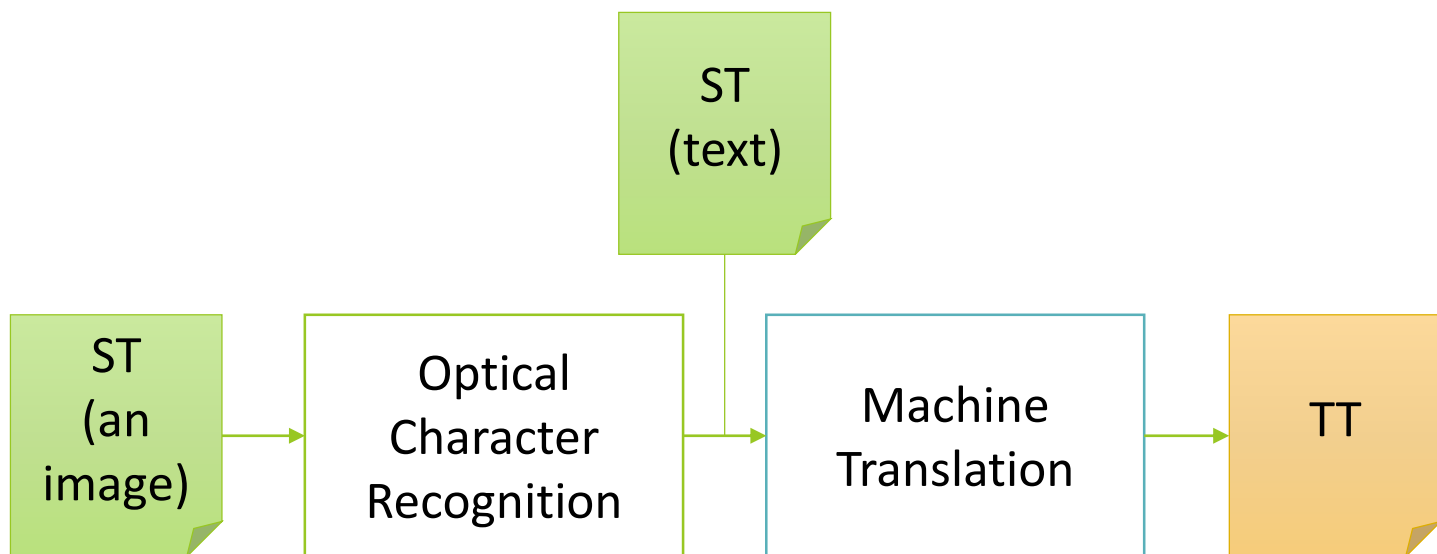 ST
(text)
ST
(an
image)
Optical
Character
Recognition
Machine
Translation
TT